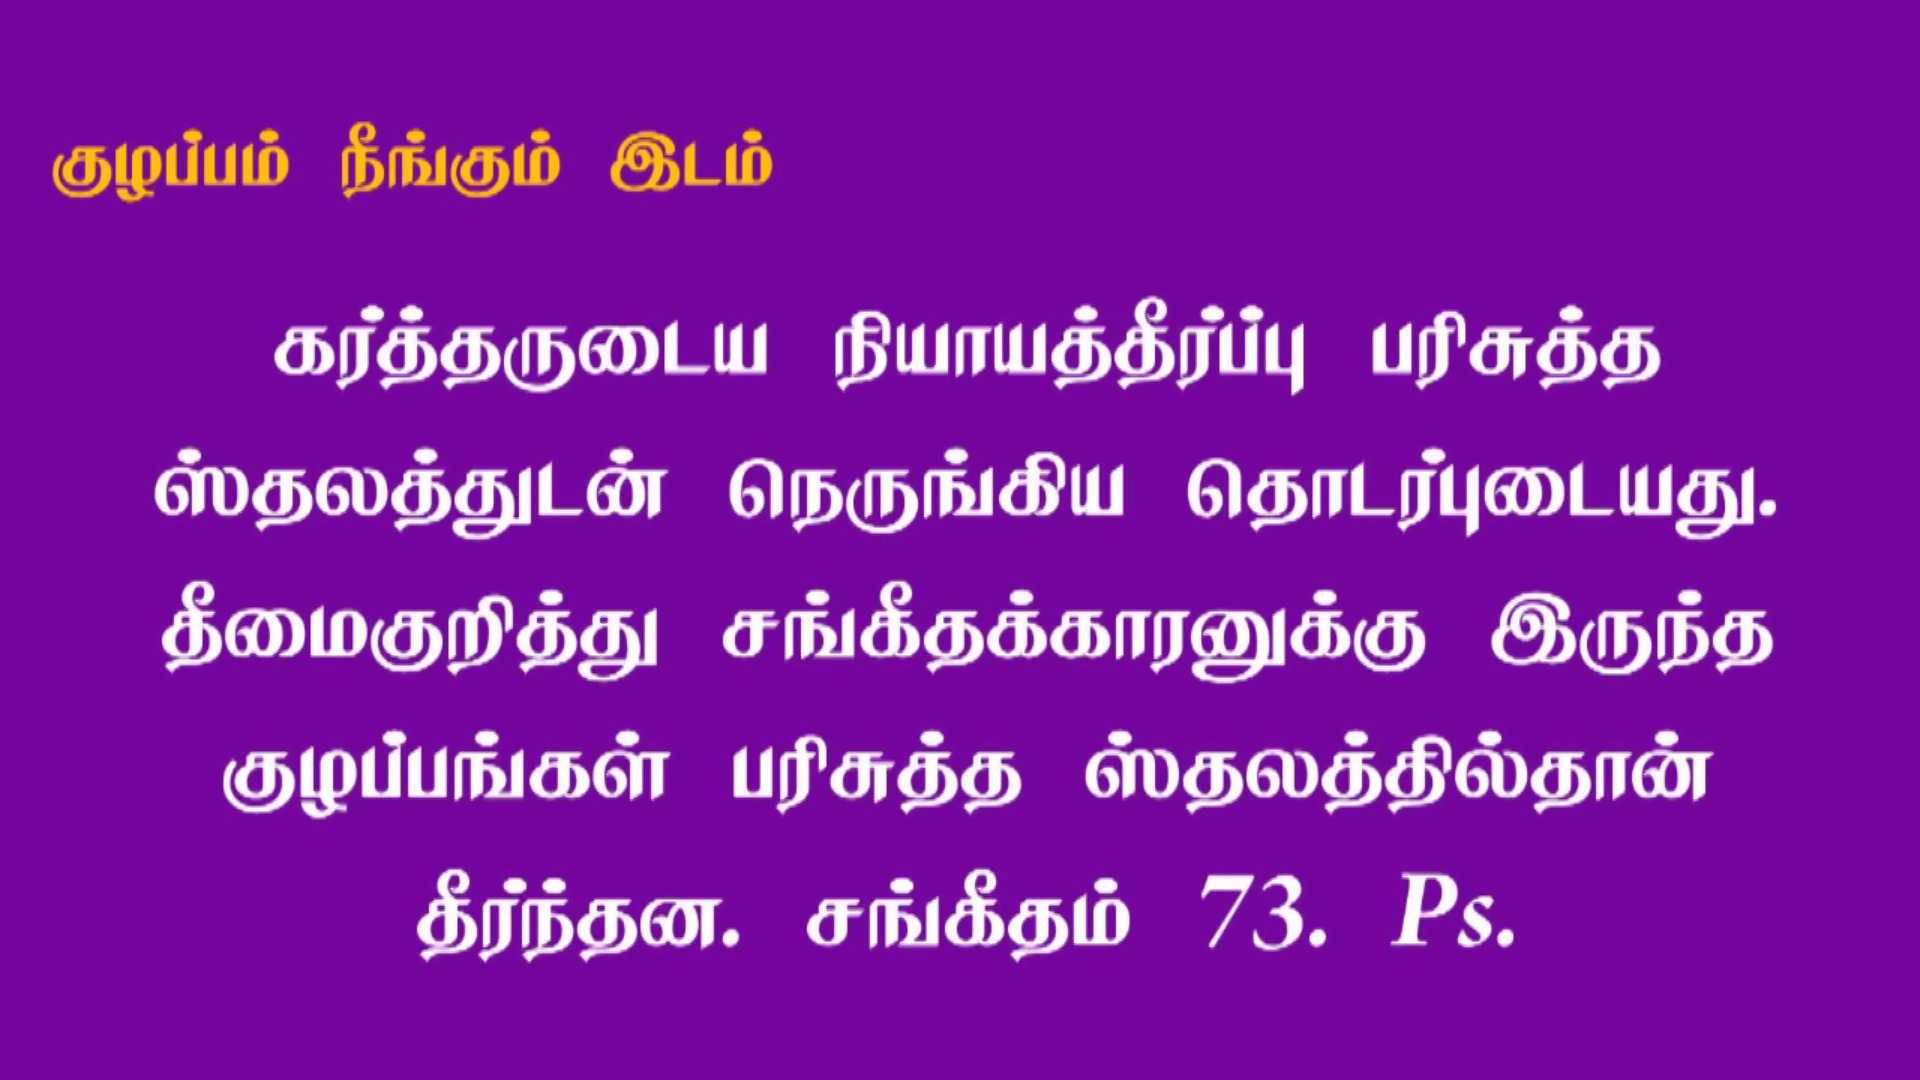 குழப்பம் நீங்கும் இடம்
கர்த்தருடைய நியாயத்தீர்ப்பு பரிசுத்த
ஸ்தலத்துடன் நெருங்கிய தொடர்புடையது.
தீமைகுறித்து சங்கீதக்காரனுக்கு இருந்த
குழப்பங்கள் பரிசுத்த ஸ்தலத்தில்தான்
தீர்ந்தன. சங்கீதம் 73. Ps.